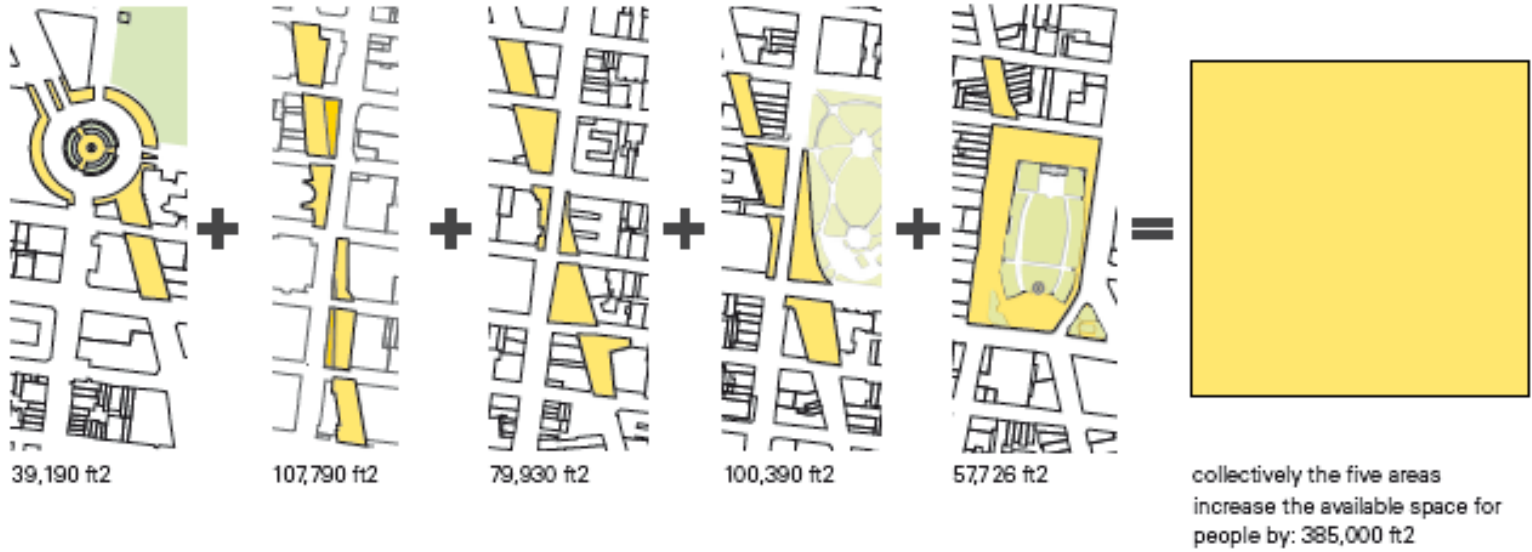 39,190 ft2
107,790 ft2
79,930 ft2
100,390 ft2
57,726 ft2
collectively the five areas
increase the available space for
people by: 385,000 ft2